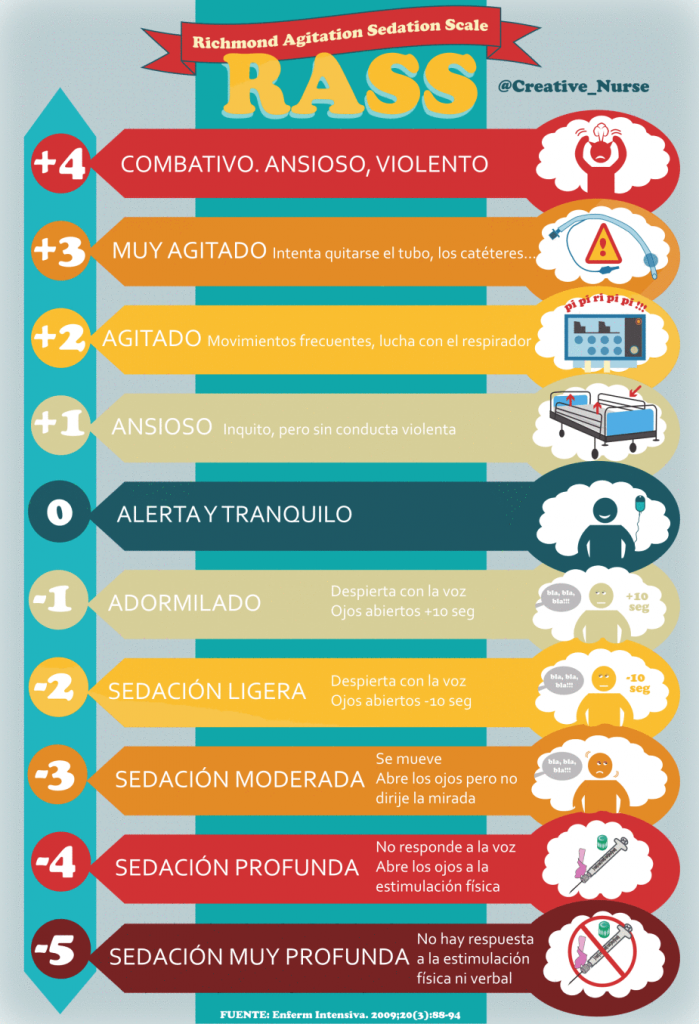 Richmond Agitation Sedation Scale
RASS
@Creative_Nurse
+4
COMBATIVO. ANSIOSO, VIOLENTO
+3
MUY AGITADO Intenta quitarse el tubo, los catéteres...
+2
AGITADO Movimientos frecuentes, lucha con el respirador
pi pi ri pi pi !!!
+1
ANSIOSO Inquito, pero sin conducta violenta
0
ALERTA Y TRANQUILO
-1
ADORMILADO
Despierta con la voz
Ojos abiertos +10 seg
bla, bla,
bla!!!
+10
seg
-2
SEDACIÓN LIGERA
Despierta con la voz
Ojos abiertos -10 seg
bla, bla,
bla!!!
-10
seg
-3
SEDACIÓN MODERADA
Se mueve
Abre los ojos pero no
dirije la mirada
bla, bla,
bla!!!
-4
SEDACIÓN PROFUNDA
No responde a la voz
Abre los ojos a la
estimulación física
-5
SEDACIÓN MUY PROFUNDA
No hay respuesta
a la estimulación
física ni verbal
FUENTE: Enferm Intensiva. 2009;20(3):88-94